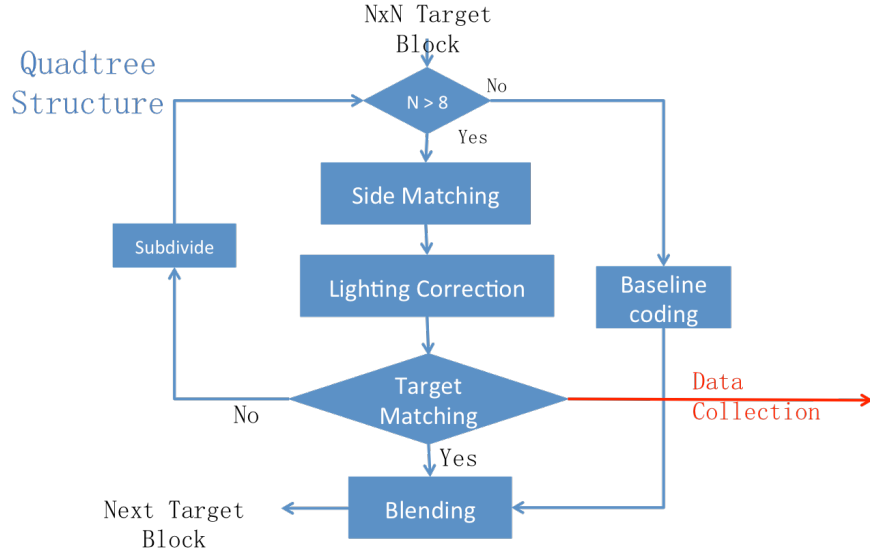 NxN Target
Block
Quadtree
Structure
N > 8
No
Yes
Side Matching
Subdivide
Lighting Correction
Baseline
coding
Target
Matching
Data
Collection
No
Yes
Blending
Next Target
Block